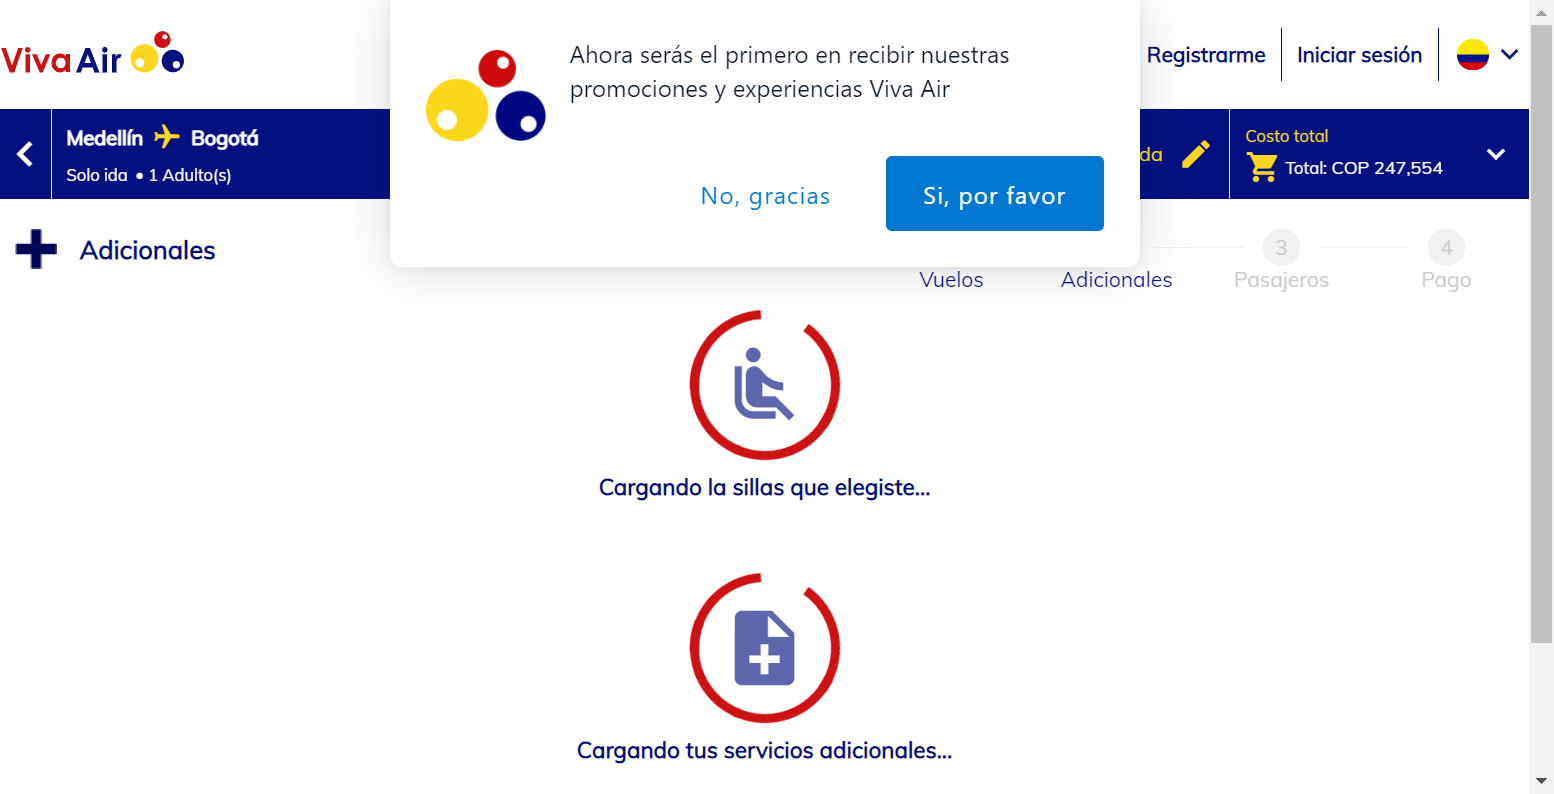 Viva Air
Ahora serás el primero en recibir nuestras
promociones y experiencias Viva Air
No, gracias
Si, por favor
Registrarme
Iniciar sesión
Medellín Bogotá
Solo ida • 1 Adulto(s)
da
Costo total
Total: COP 247,554
Adicionales
3
4
Vuelos
Adicionales
Pasajeros
Pago
Cargando la sillas que elegiste...
Cargando tus servicios adicionales...